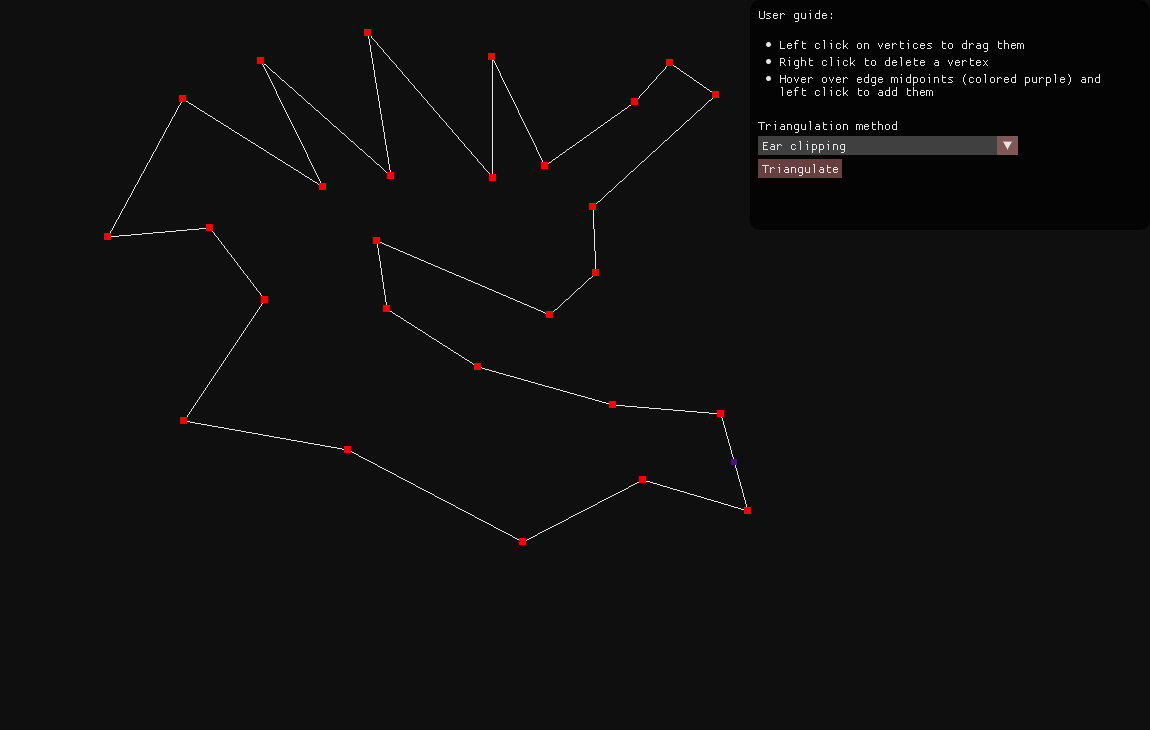 User guide:
Left click on vertices to drag them
Right click to delete a vertex
Hover over edge midpoints (colored purple) and
left click to add them
Triangulation method
Ear clipping
Triangulate